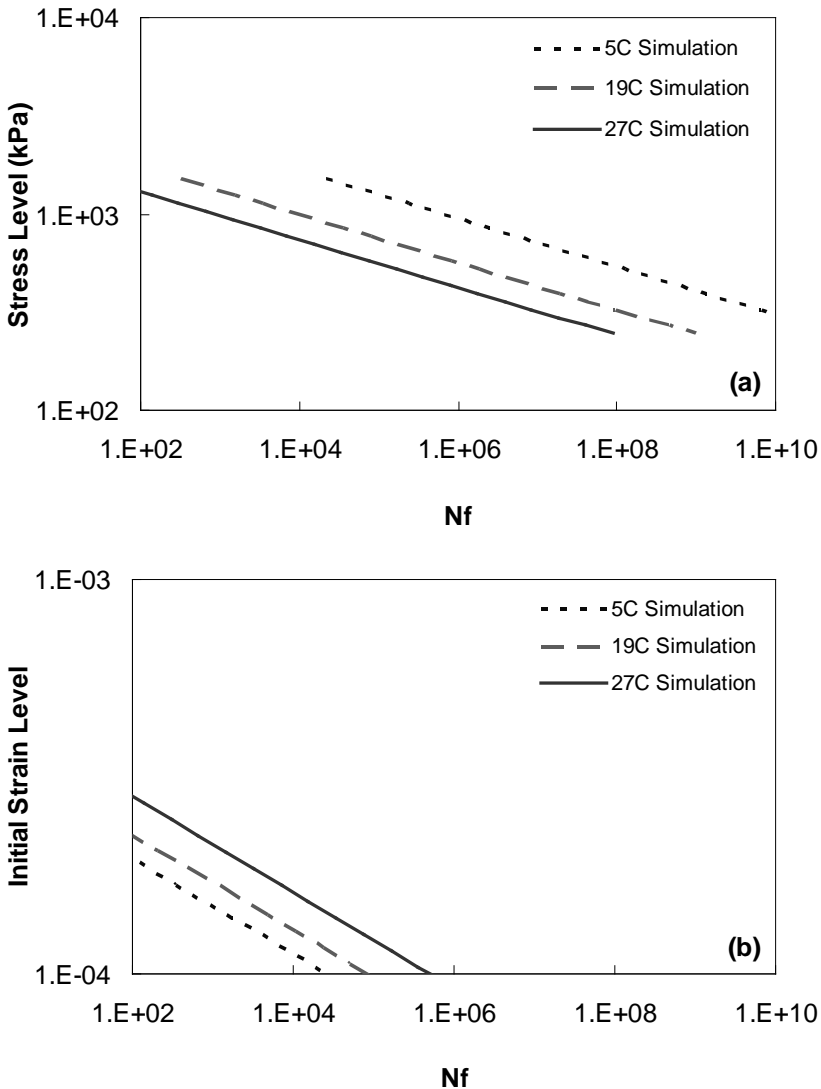 1.E+04
5C Simulation
19C Simulation
27C Simulation
Stress Level (kPa)
1.E+03
(a)
1.E+02
1.E+02 1.E+04 1.E+06 1.E+08 1.E+10
Nf
1.E-03
5C Simulation
19C Simulation
27C Simulation
Initial Strain Level
(b)
1.E-04
1.E+02 1.E+04 1.E+06 1.E+08 1.E+10
Nf